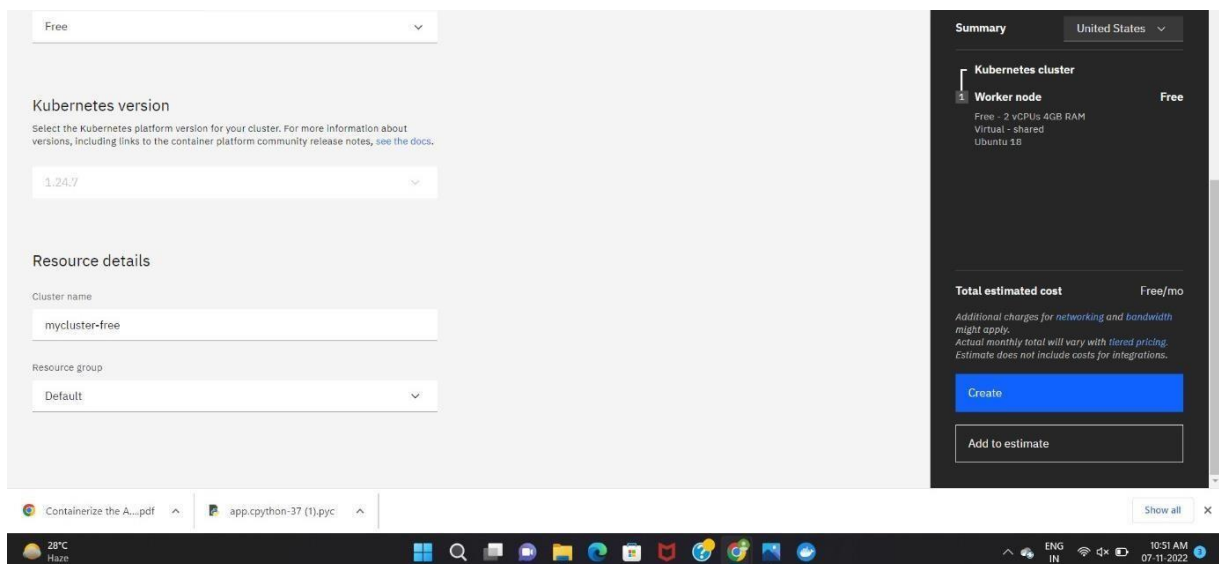 Free
Kubernetes version
Select the Kubernetes platform version for your cluster. For more information about
versions, including links to the container platform community release notes, see the docs.
1.24.7
Resource details
Cluster name
mycluster-free
Resource group
Default
Summary
United States
Kubernetes cluster
1 Worker node Free
Free - 2 vCPUs 4GB RAM
Virtual - shared
Ubuntu 18
Total estimated cost Free/mo
Additional charges for networking and bandwidth
might apply.
Actual monthly total will vary with tiered pricing.
Estimate does not include costs for integrations.
Create
Add to estimate
Containerize the A....pdf
app.cpython-37 (1).pyc
Show all
28°C
Haze
ENG
IN
10:51 AM
07-11-2022
3